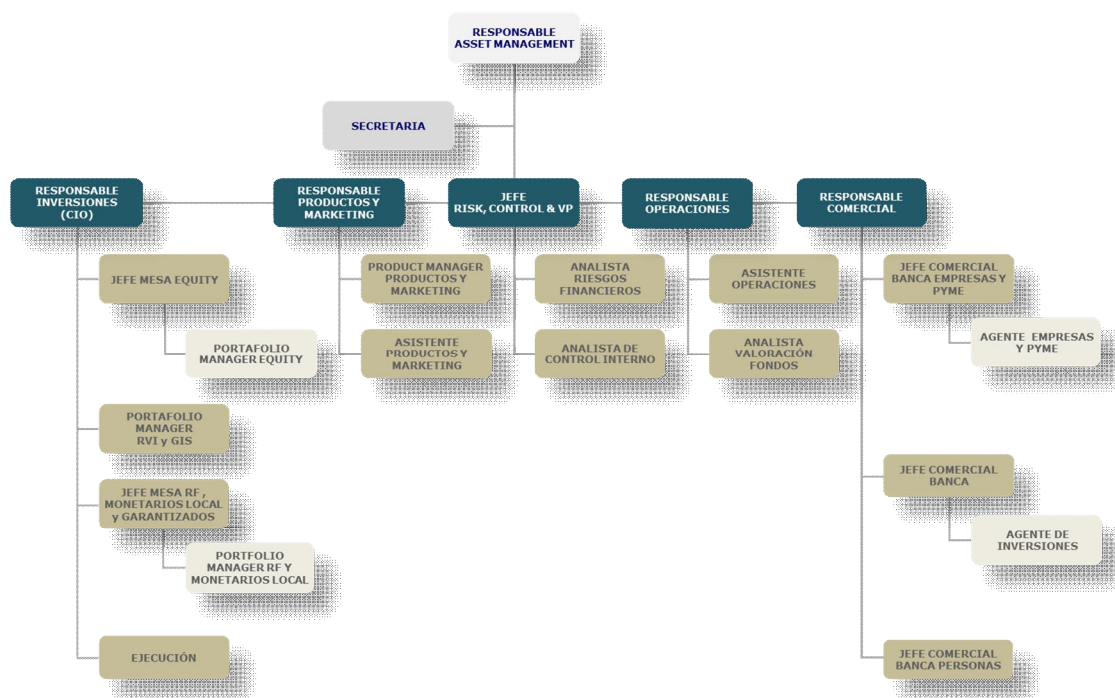 RESPONSABLE
ASSET MANAGEMENT
SECRETARIA
RESPONSABLE
INVERSIONES
(CIO)
RESPONSABLE
PRODUCTOS Y
MARKETING
JEFE
RISK, CONTROL & VP
RESPONSABLE
OPERACIONES
RESPONSABLE
COMERCIAL
JEFE MESA EQUITY
PORTAFOLIO
MANAGER EQUITY
PORTAFOLIO
MANAGER
RVI y GIS
JEFE MESA RF ,
MONETARIOS LOCAL
y GARANTIZADOS
PORTFOLIO
MANAGER RF Y
MONETARIOS LOCAL
EJECUCIÓN
PRODUCT MANAGER
PRODUCTOS Y
MARKETING
ASISTENTE
PRODUCTOS Y
MARKETING
ANALISTA
RIESGOS
FINANCIEROS
ANALISTA DE
CONTROL INTERNO
ASISTENTE
OPERACIONES
ANALISTA
VALORACIÓN
FONDOS
JEFE COMERCIAL
BANCA EMPRESAS Y
PYME
AGENTE EMPRESAS
Y PYME
JEFE COMERCIAL
BANCA
AGENTE DE
INVERSIONES
JEFE COMERCIAL
BANCA PERSONAS